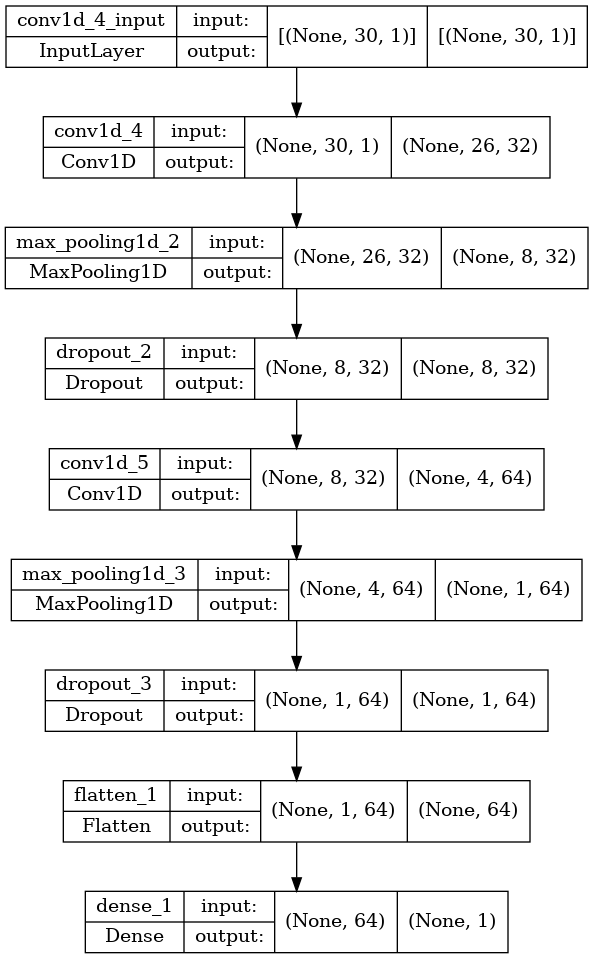 conv1d_4_input input: [(None, 30, 1)] [(None, 30, 1)]
InputLayer output:
conv1d_4 input: (None, 30, 1) (None, 26, 32)
Conv1D output:
max_pooling1d_2 input: (None, 26, 32) (None, 8, 32)
MaxPooling1D output:
dropout_2 input: (None, 8, 32) (None, 8, 32)
Dropout output:
conv1d_5 input: (None, 8, 32) (None, 4, 64)
Conv1D output:
max_pooling1d_3 input: (None, 4, 64) (None, 1, 64)
MaxPooling1D output:
dropout_3 input: (None, 1, 64) (None, 1, 64)
Dropout output:
flatten_1 input: (None, 1, 64) (None, 64)
Flatten output:
dense_1 input: (None, 64) (None, 1)
Dense output: